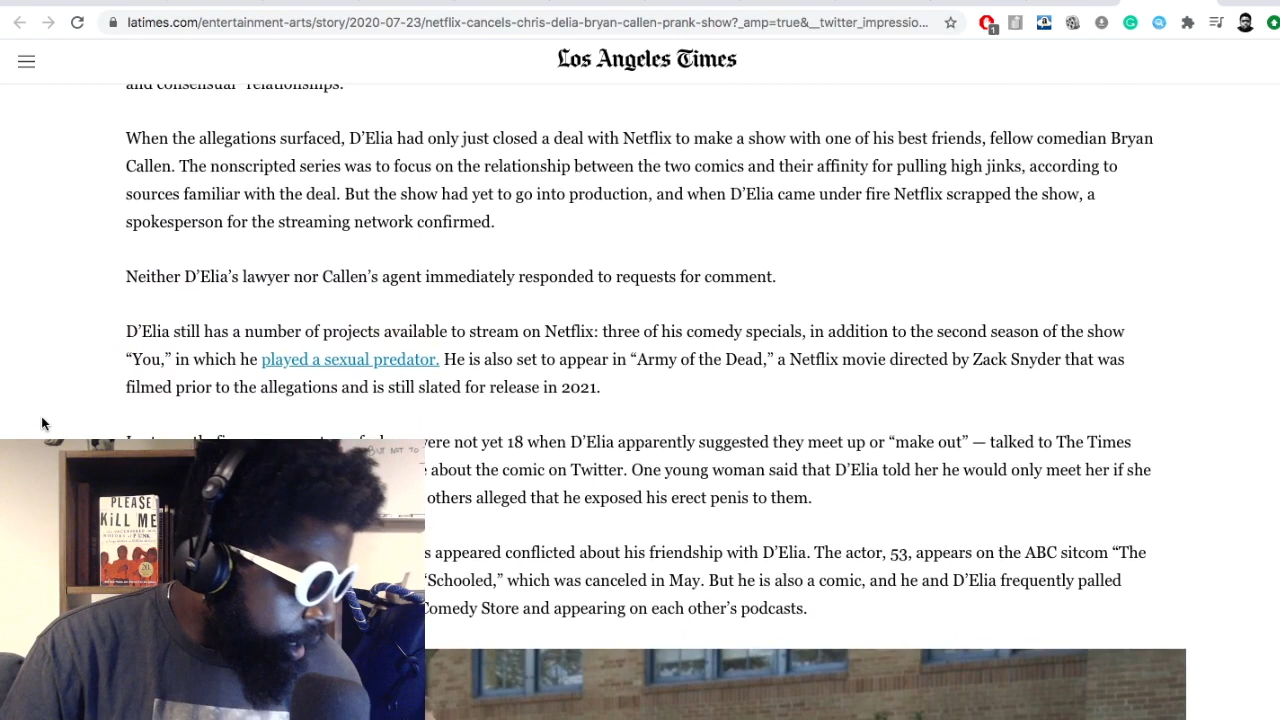 latimes.com/entertainment-arts/story/2020-07-23/netflix-cancels-chris-delia-bryan-callen-prank-show?_amp=true&__twitter_impressio...
1
Los Angeles Times
and consensual" relationships.
When the allegations surfaced, D’Elia had only just closed a deal with Netflix to make a show with one of his best friends, fellow comedian Bryan
Callen. The nonscripted series was to focus on the relationship between the two comics and their affinity for pulling high jinks, according to
sources familiar with the deal. But the show had yet to go into production, and when D’Elia came under fire Netflix scrapped the show, a
spokesperson for the streaming network confirmed.
Neither D’Elia’s lawyer nor Callen’s agent immediately responded to requests for comment.
D’Elia still has a number of projects available to stream on Netflix: three of his comedy specials, in addition to the second season of the show
“You,” in which he played a sexual predator. He is also set to appear in “Army of the Dead,” a Netflix movie directed by Zack Snyder that was
filmed prior to the allegations and is still slated for release in 2021.
were not yet 18 when D’Elia apparently suggested they meet up or “make out” — talked to The Times
about the comic on Twitter. One young woman said that D’Elia told her he would only meet her if she
others alleged that he exposed his erect penis to them.
appeared conflicted about his friendship with D’Elia. The actor, 53, appears on the ABC sitcom “The
“Schooled,” which was canceled in May. But he is also a comic, and he and D’Elia frequently palled
Comedy Store and appearing on each other’s podcasts.
BUT NOT TO
PLEASE
KILL ME